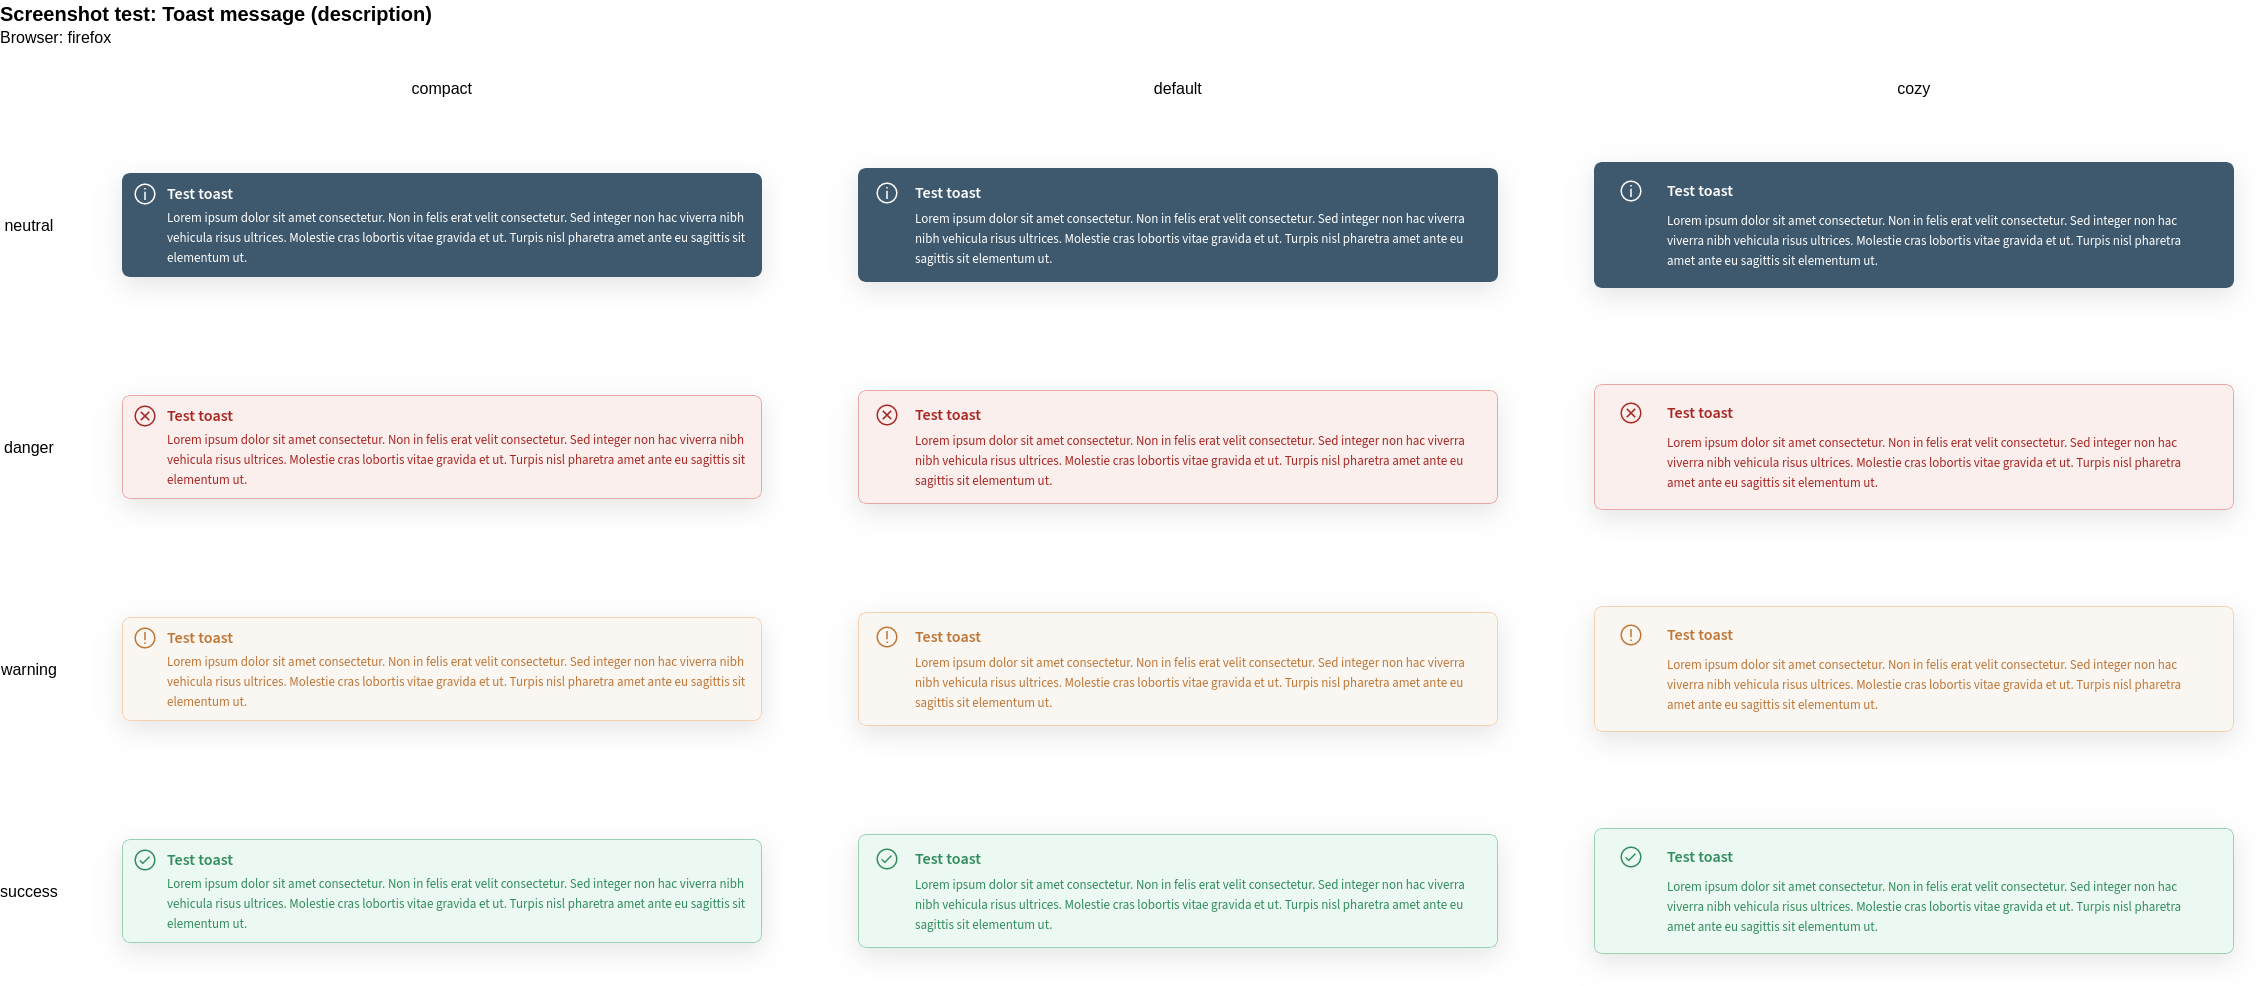 Screenshot test: Toast message (description)
Browser: firefox
compact
default
cozy
neutral
Test toast
Lorem ipsum dolor sit amet consectetur. Non in felis erat velit consectetur. Sed integer non hac viverra nibh
vehicula risus ultrices. Molestie cras lobortis vitae gravida et ut. Turpis nisl pharetra amet ante eu sagittis sit
elementum ut.
Test toast
Lorem ipsum dolor sit amet consectetur. Non in felis erat velit consectetur. Sed integer non hac viverra
nibh vehicula risus ultrices. Molestie cras lobortis vitae gravida et ut. Turpis nisl pharetra amet ante eu
sagittis sit elementum ut.
Test toast
Lorem ipsum dolor sit amet consectetur. Non in felis erat velit consectetur. Sed integer non hac
viverra nibh vehicula risus ultrices. Molestie cras lobortis vitae gravida et ut. Turpis nisl pharetra
amet ante eu sagittis sit elementum ut.
danger
Test toast
Lorem ipsum dolor sit amet consectetur. Non in felis erat velit consectetur. Sed integer non hac viverra nibh
vehicula risus ultrices. Molestie cras lobortis vitae gravida et ut. Turpis nisl pharetra amet ante eu sagittis sit
elementum ut.
Test toast
Lorem ipsum dolor sit amet consectetur. Non in felis erat velit consectetur. Sed integer non hac viverra
nibh vehicula risus ultrices. Molestie cras lobortis vitae gravida et ut. Turpis nisl pharetra amet ante eu
sagittis sit elementum ut.
Test toast
Lorem ipsum dolor sit amet consectetur. Non in felis erat velit consectetur. Sed integer non hac
viverra nibh vehicula risus ultrices. Molestie cras lobortis vitae gravida et ut. Turpis nisl pharetra
amet ante eu sagittis sit elementum ut.
warning
Test toast
Lorem ipsum dolor sit amet consectetur. Non in felis erat velit consectetur. Sed integer non hac viverra nibh
vehicula risus ultrices. Molestie cras lobortis vitae gravida et ut. Turpis nisl pharetra amet ante eu sagittis sit
elementum ut.
Test toast
Lorem ipsum dolor sit amet consectetur. Non in felis erat velit consectetur. Sed integer non hac viverra
nibh vehicula risus ultrices. Molestie cras lobortis vitae gravida et ut. Turpis nisl pharetra amet ante eu
sagittis sit elementum ut.
Test toast
Lorem ipsum dolor sit amet consectetur. Non in felis erat velit consectetur. Sed integer non hac
viverra nibh vehicula risus ultrices. Molestie cras lobortis vitae gravida et ut. Turpis nisl pharetra
amet ante eu sagittis sit elementum ut.
success
Test toast
Lorem ipsum dolor sit amet consectetur. Non in felis erat velit consectetur. Sed integer non hac viverra nibh
vehicula risus ultrices. Molestie cras lobortis vitae gravida et ut. Turpis nisl pharetra amet ante eu sagittis sit
elementum ut.
Test toast
Lorem ipsum dolor sit amet consectetur. Non in felis erat velit consectetur. Sed integer non hac viverra
nibh vehicula risus ultrices. Molestie cras lobortis vitae gravida et ut. Turpis nisl pharetra amet ante eu
sagittis sit elementum ut.
Test toast
Lorem ipsum dolor sit amet consectetur. Non in felis erat velit consectetur. Sed integer non hac
viverra nibh vehicula risus ultrices. Molestie cras lobortis vitae gravida et ut. Turpis nisl pharetra
amet ante eu sagittis sit elementum ut.